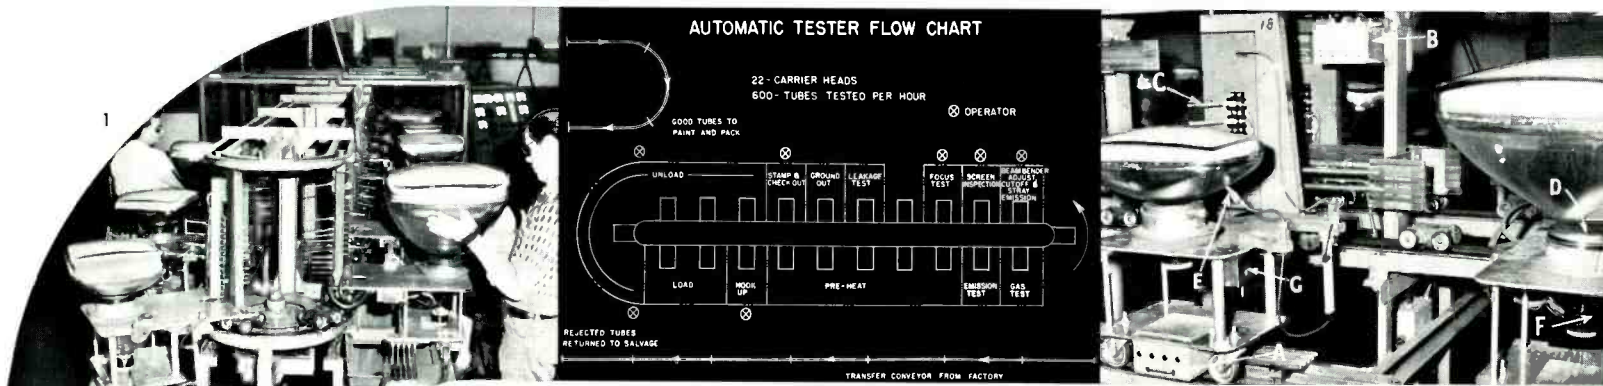 1
AUTOMATIC TESTER FLOW CHART
22-CARRIER HEADS
600-TUBES TESTED PER HOUR
⊗ OPERATOR
GOOD TUBES TO
PAINT AND PACK
UNLOAD
STAMP &
CHECK OUT
GROUND
OUT
LEAKAGE
TEST
FOCUS
TEST
SCREEN
INSPECTION
BEAM BENDER
ADJUST
CUTOFF &
STRAY
EMISSION
LOAD
HOOK
UP
PRE-HEAT
EMISSION
TEST
GAS
TEST
REJECTED TUBES
RETURNED TO SALVAGE
TRANSFER CONVEYOR FROM FACTORY
18
B
C
D
E
G
F
A